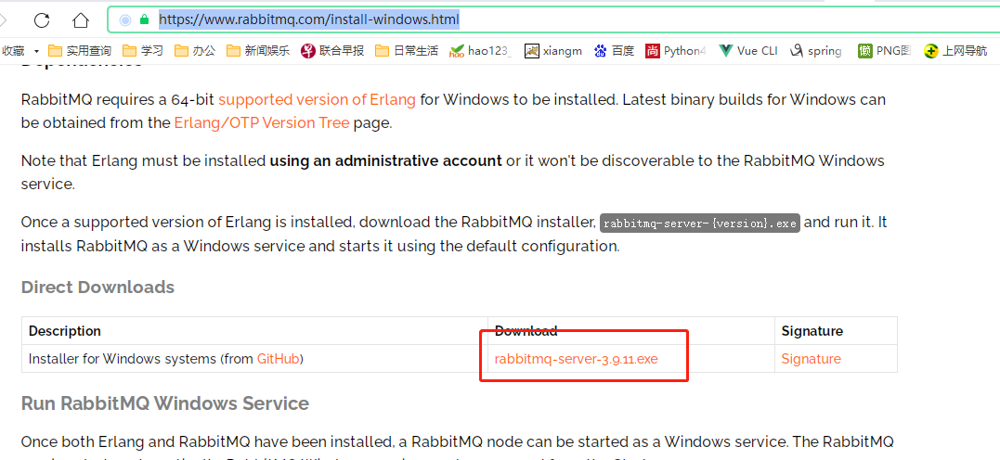 https://www.rabbitmq.com/install-windows.html
收藏 实用查询 学习 办公 新闻娱乐 联合早报 日常生活 hao123_ xiangm 百度 Python4 Vue CLI spring PNG图 上网导航
Dependencies
RabbitMQ requires a 64-bit supported version of Erlang for Windows to be installed. Latest binary builds for Windows can
be obtained from the Erlang/OTP Version Tree page.
Note that Erlang must be installed using an administrative account or it won't be discoverable to the RabbitMQ Windows
service.
Once a supported version of Erlang is installed, download the RabbitMQ installer, rabbitmq-server-{version}.exe and run it. It
installs RabbitMQ as a Windows service and starts it using the default configuration.
Direct Downloads
Description Download Signature
Installer for Windows systems (from GitHub) rabbitmq-server-3.9.11.exe Signature
Run RabbitMQ Windows Service
Once both Erlang and RabbitMQ have been installed, a RabbitMQ node can be started as a Windows service. The RabbitMQ